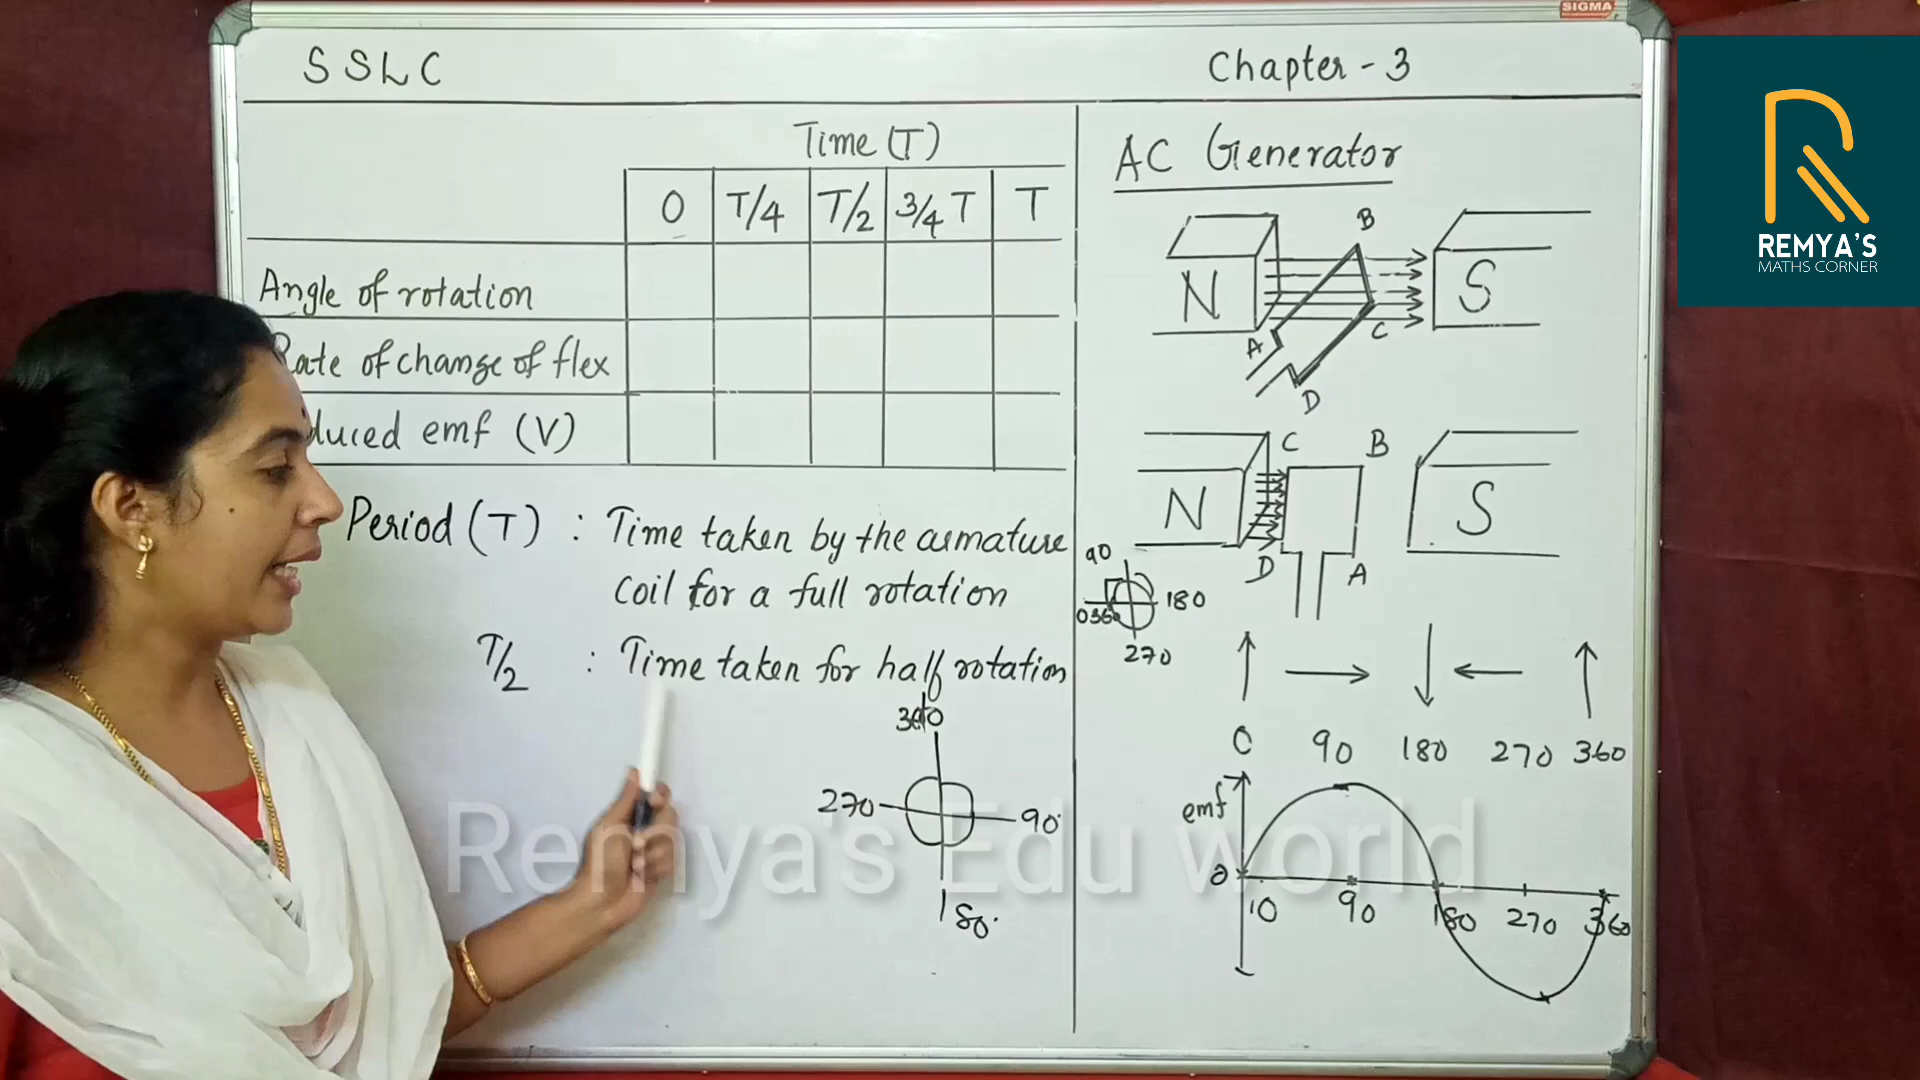 SIGMA
SSLC
Chapter - 3
REMYA'S
MATHS CORNER
Time (T)
0 T/4 T/2 3/4 T T
Angle of rotation
Rate of change of flex
duced emf (V)
Period (T) : Time taken by the armature
coil for a full rotation
T/2 : Time taken for half rotation
270
90
180
AC Generator
B
N S
A C
D
C B
N S
D A
90
180
0 360
270
0 90 180 270 360
emf
0
10 90 180 270 360
Remya's Edu world